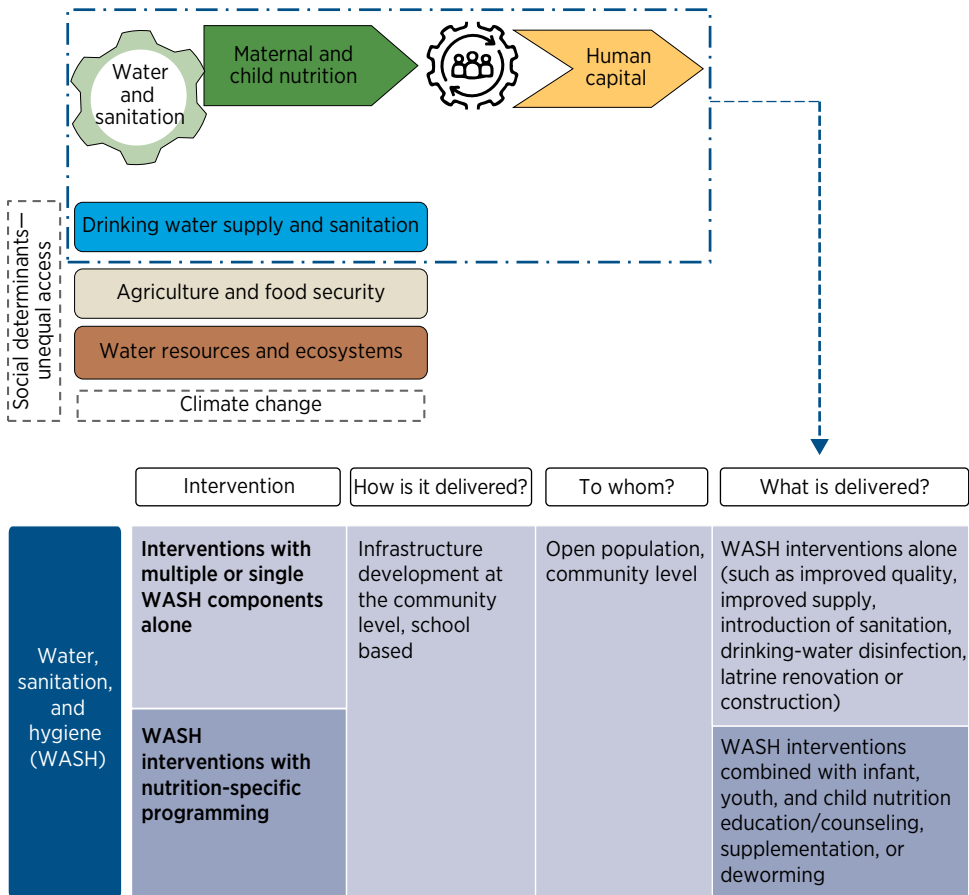 Water
and
sanitation
Maternal and
child nutrition
Human
capital
Social determinants—
unequal access
Drinking water supply and sanitation
Agriculture and food security
Water resources and ecosystems
Climate change
Intervention
How is it delivered?
To whom?
What is delivered?
Water,
sanitation,
and
hygiene
(WASH)
Interventions with
multiple or single
WASH components
alone
Infrastructure
development at
the community
level, school
based
Open population,
community level
WASH interventions alone
(such as improved quality,
improved supply,
introduction of sanitation,
drinking-water disinfection,
latrine renovation or
construction)
WASH
interventions with
nutrition-specific
programming
WASH interventions
combined with infant,
youth, and child nutrition
education/counseling,
supplementation, or
deworming